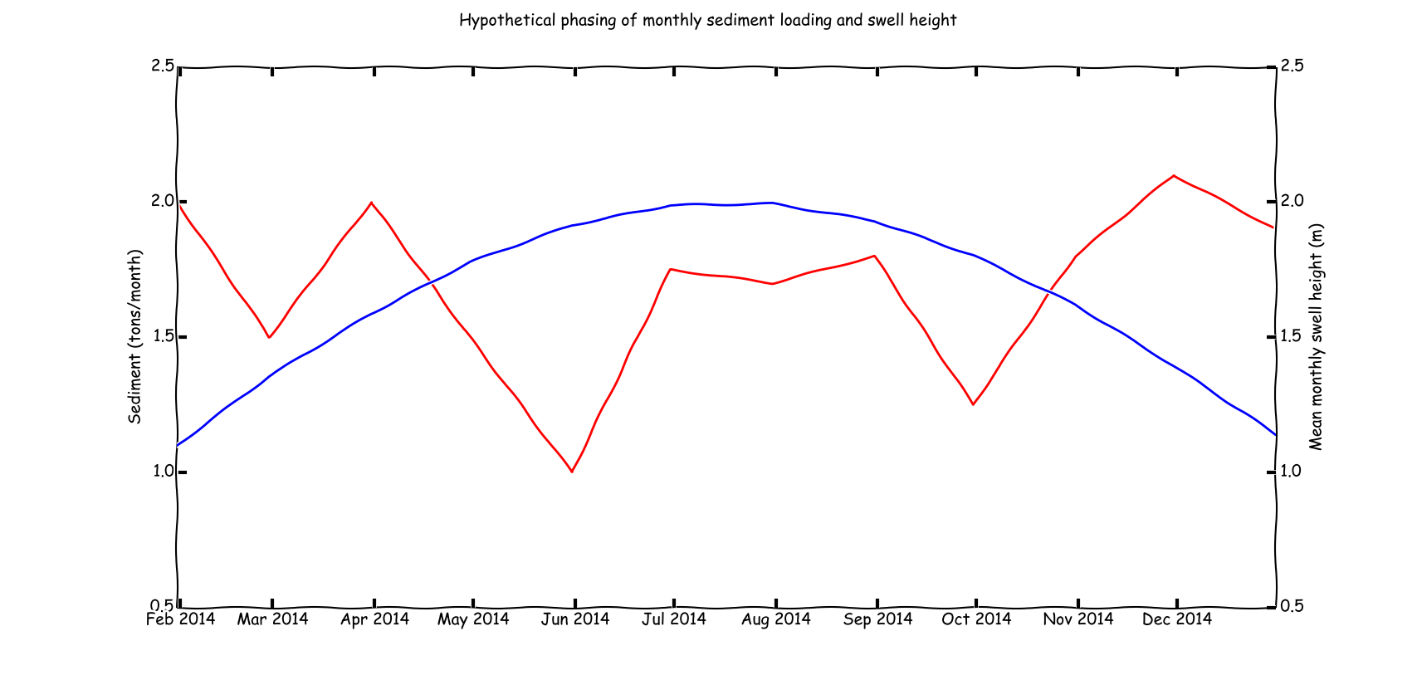 Hypothetical phasing of monthly sediment loading and swell height
2.5
2.0
1.5
1.0
0.5
Sediment (tons/month)
2.5
2.0
1.5
1.0
0.5
Mean monthly swell height (m)
Feb 2014 Mar 2014 Apr 2014 May 2014 Jun 2014 Jul 2014 Aug 2014 Sep 2014 Oct 2014 Nov 2014 Dec 2014